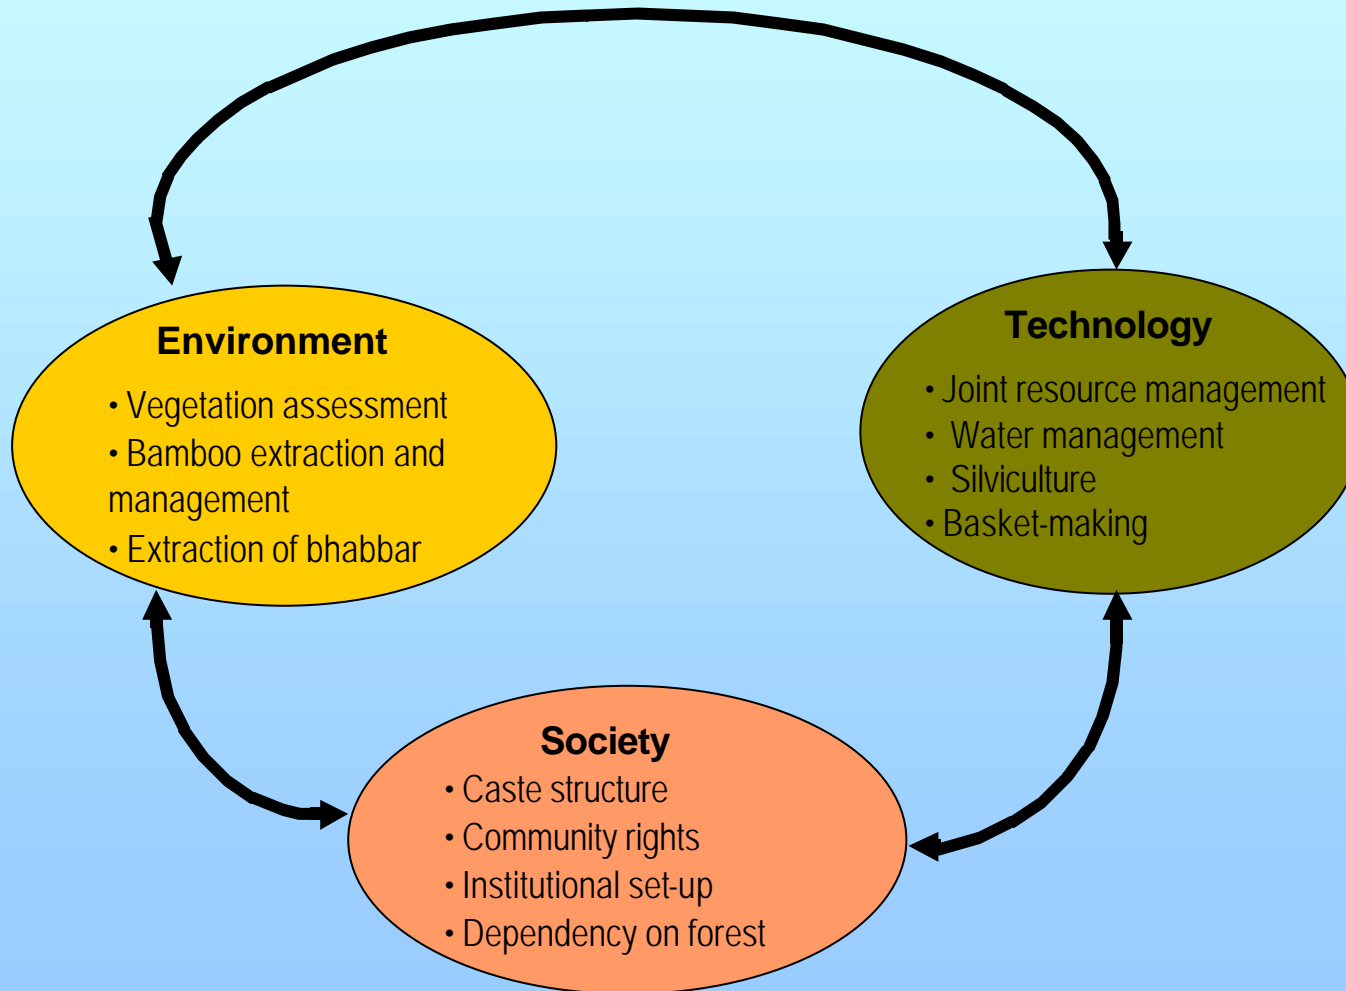 Environment
• Vegetation assessment
• Bamboo extraction and
management
• Extraction of bhabbar
Technology
• Joint resource management
• Water management
• Silviculture
• Basket-making
Society
• Caste structure
• Community rights
• Institutional set-up
• Dependency on forest